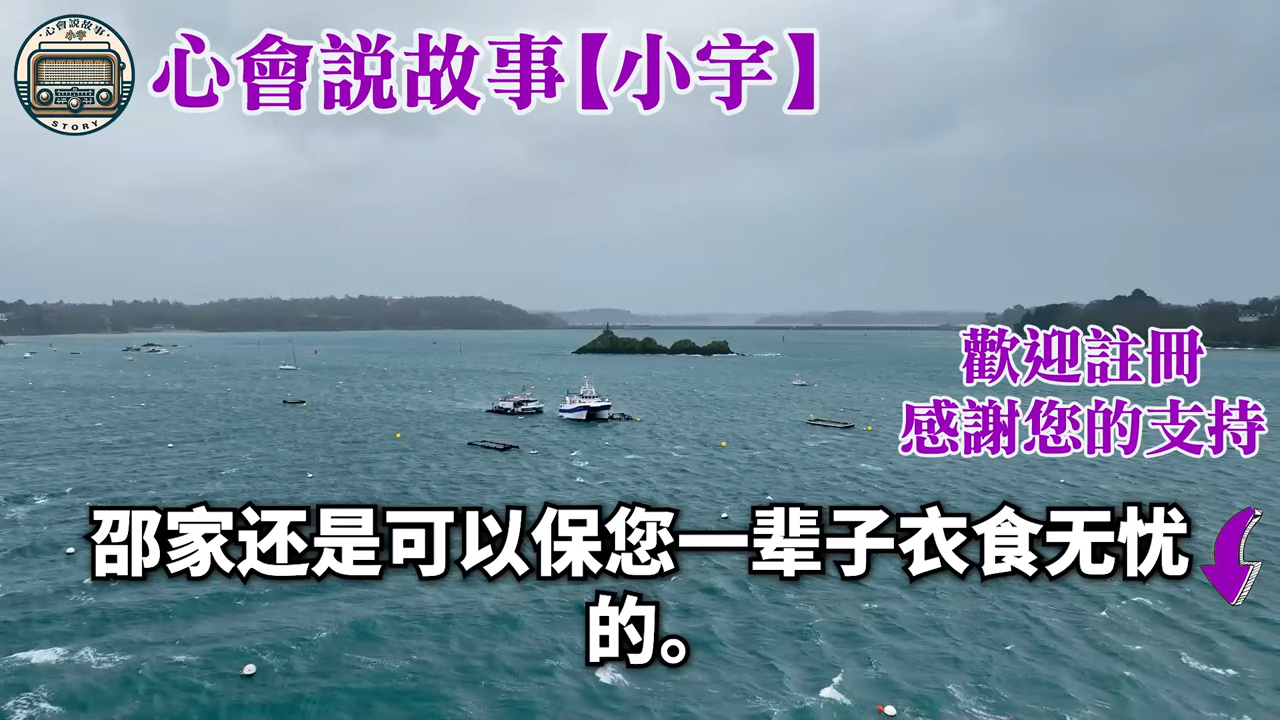 心會說故事
小宇
STORY
心會説故事【小宇】
歡迎註冊
感謝您的支持
邵家还是可以保您一辈子衣食无忧
的。